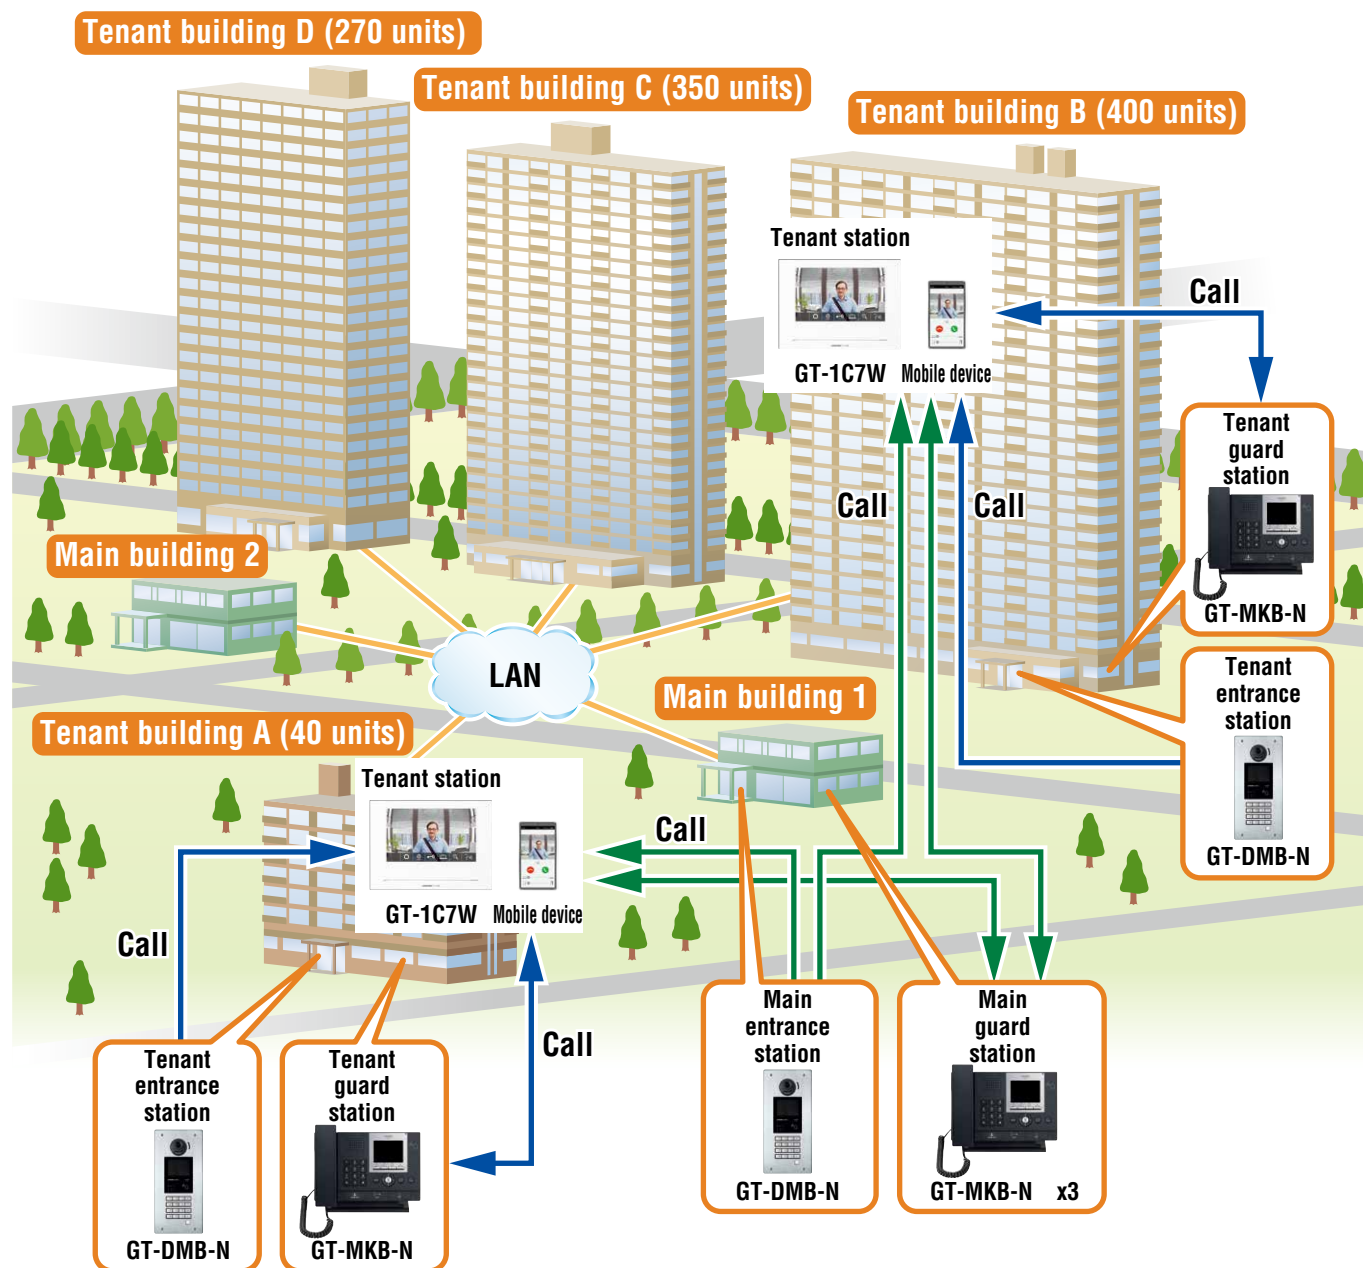 Tenant building D (270 units)
Tenant building C (350 units)
Tenant building B (400 units)
Tenant station
GT-1C7W
Mobile device
Call
Tenant
guard
station
GT-MKB-N
Call
Call
Main building 2
LAN
Main building 1
Tenant
entrance
station
GT-DMB-N
Tenant building A (40 units)
Tenant station
GT-1C7W
Mobile device
Call
Call
Call
Tenant
entrance
station
GT-DMB-N
Tenant
guard
station
GT-MKB-N
Main
entrance
station
GT-DMB-N
Main
guard
station
GT-MKB-N x3